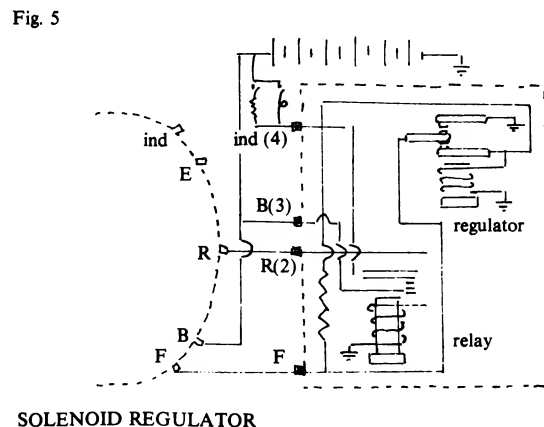 Fig. 5
ind
ind (4)
E
B(3)
regulator
R
R(2)
B
relay
F
F
SOLENOID REGULATOR